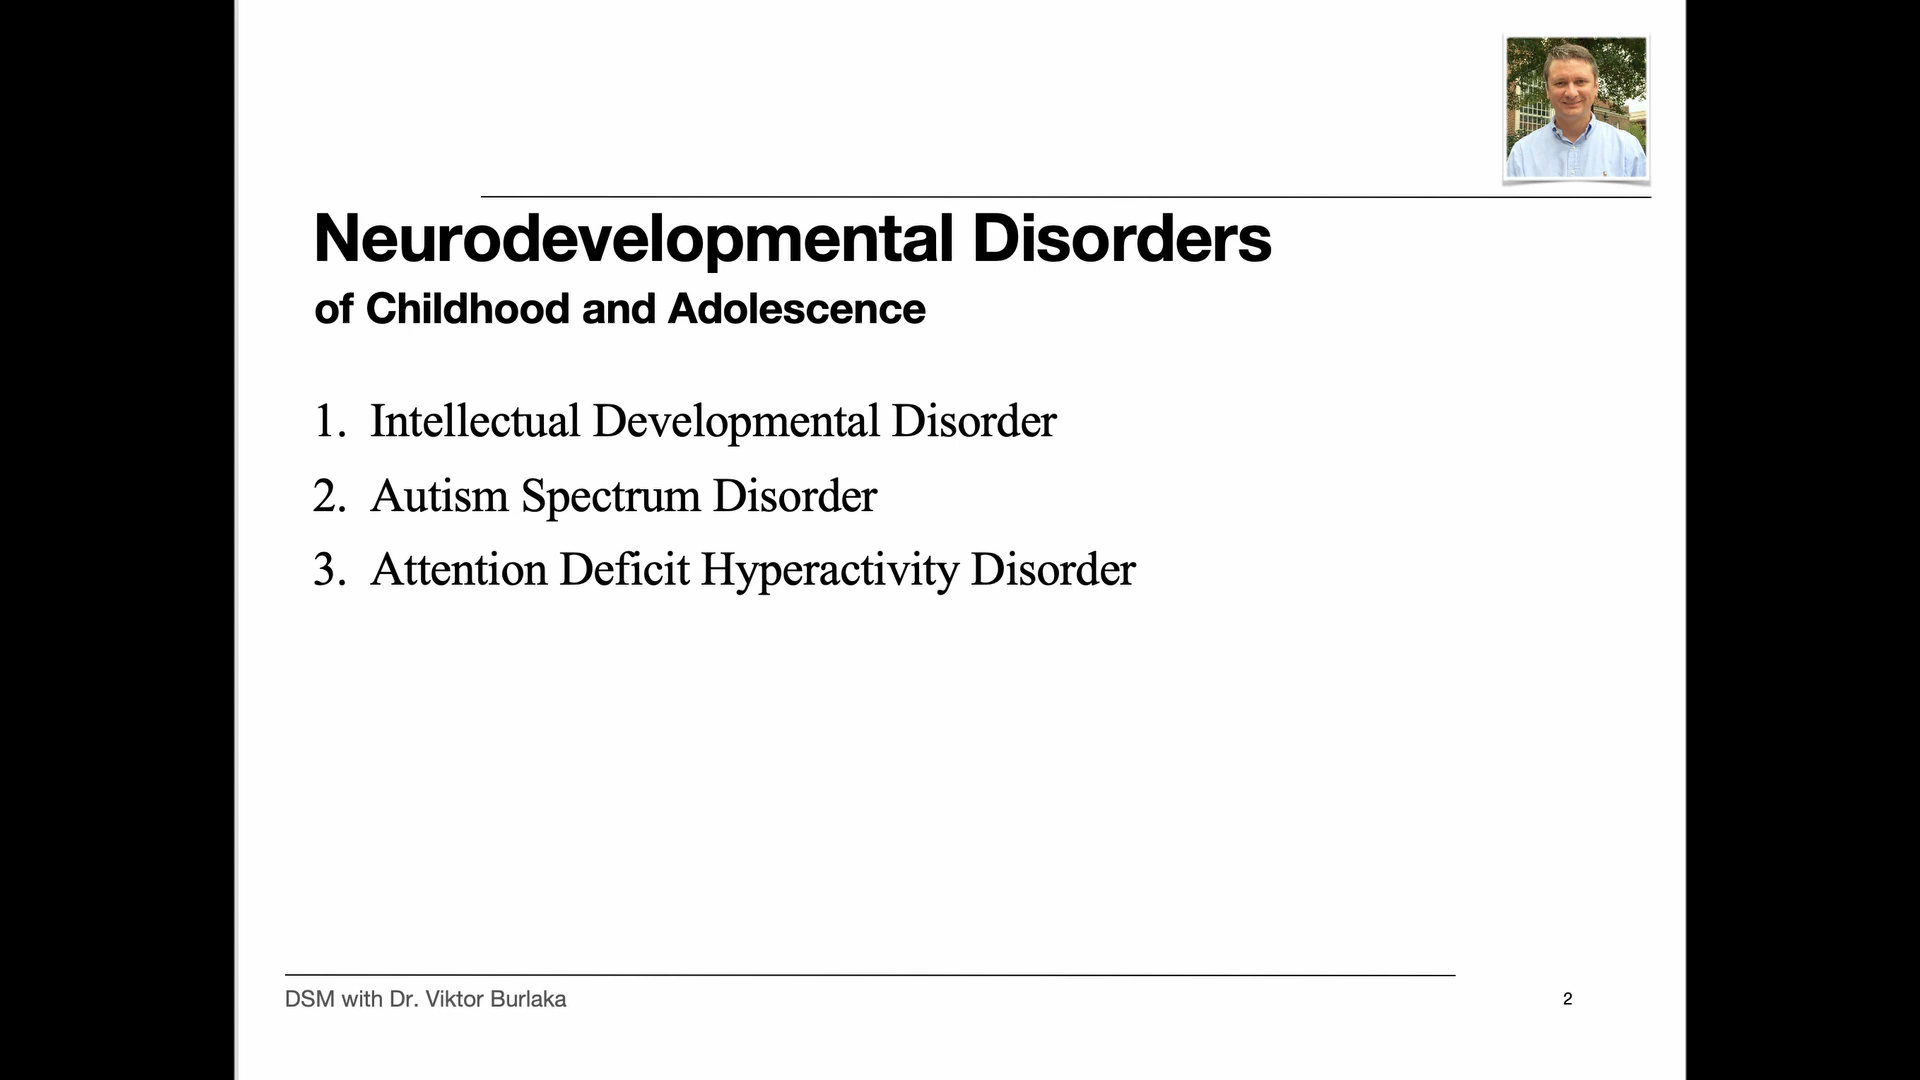 Neurodevelopmental Disorders
of Childhood and Adolescence
1. Intellectual Developmental Disorder
2. Autism Spectrum Disorder
3. Attention Deficit Hyperactivity Disorder
DSM with Dr. Viktor Burlaka
2